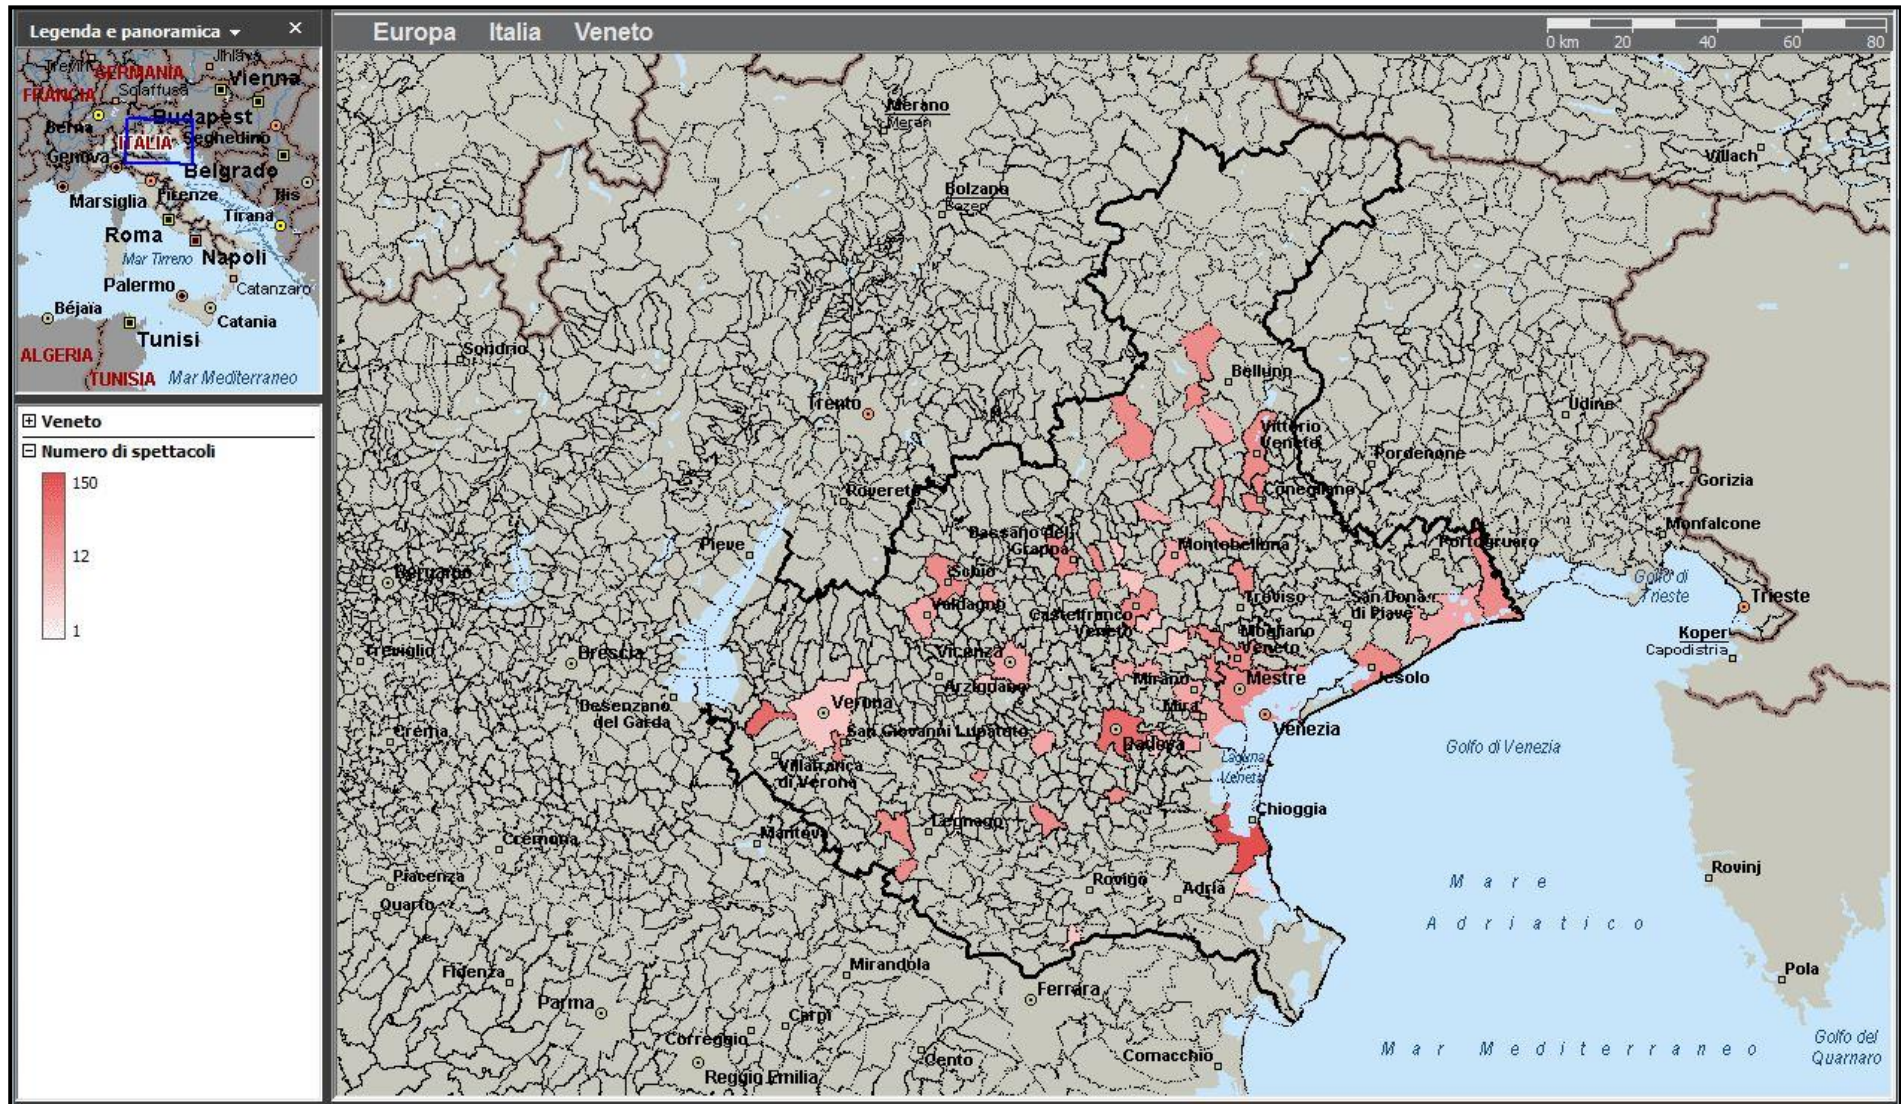 Legenda e panoramica
Europa Italia Veneto
0 km 20 40 60 80
Jihlava
GERMANIA
Vienna
Sciaffusa
FRANCIA
Budapest
Berna
Seghedino
ITALIA
Genova
Belgrado
Marsiglia
Firenze
Nis
Tirana
Roma
Mar Tirreno
Napoli
Palermo
Catanzaro
Béjaïa
Catania
Tunisi
ALGERIA
TUNISIA
Mar Mediterraneo
Veneto
Numero di spettacoli
150
12
1
Merano
Meran
Villach
Bolzano
Bozen
Sondrio
Belluno
Trento
Udine
Vittorio
Veneto
Pordenone
Gorizia
Rovereto
Conegliano
Monfalcone
Bassano del
Grappa
Pieve
Montebelluna
Portogruaro
Bergamo
Schio
Golfo di
Trieste
Trieste
Valdagno
Castelfranco
Veneto
Treviso
San Dona
di Piave
Mogliano
Veneto
Koper
Capodistria
Treviglio
Brescia
Vicenza
Arzignano
Mirano
Mestre
Jesolo
Desenzano
del Garda
Verona
Mira
Crema
San Giovanni Lupatoto
Padova
Venezia
Golfo di Venezia
Laguna
Veneta
Villafranca
di Verona
Chioggia
Legnago
Mantova
Cremona
Rovinj
Piacenza
Rovigo
Adria
Mare
Quarto
Adriatico
Fidenza
Mirandola
Pola
Parma
Ferrara
Carpi
Correggio
Cento
Comacchio
Mar Mediterraneo
Golfo del
Quarnaro
Reggio Emilia